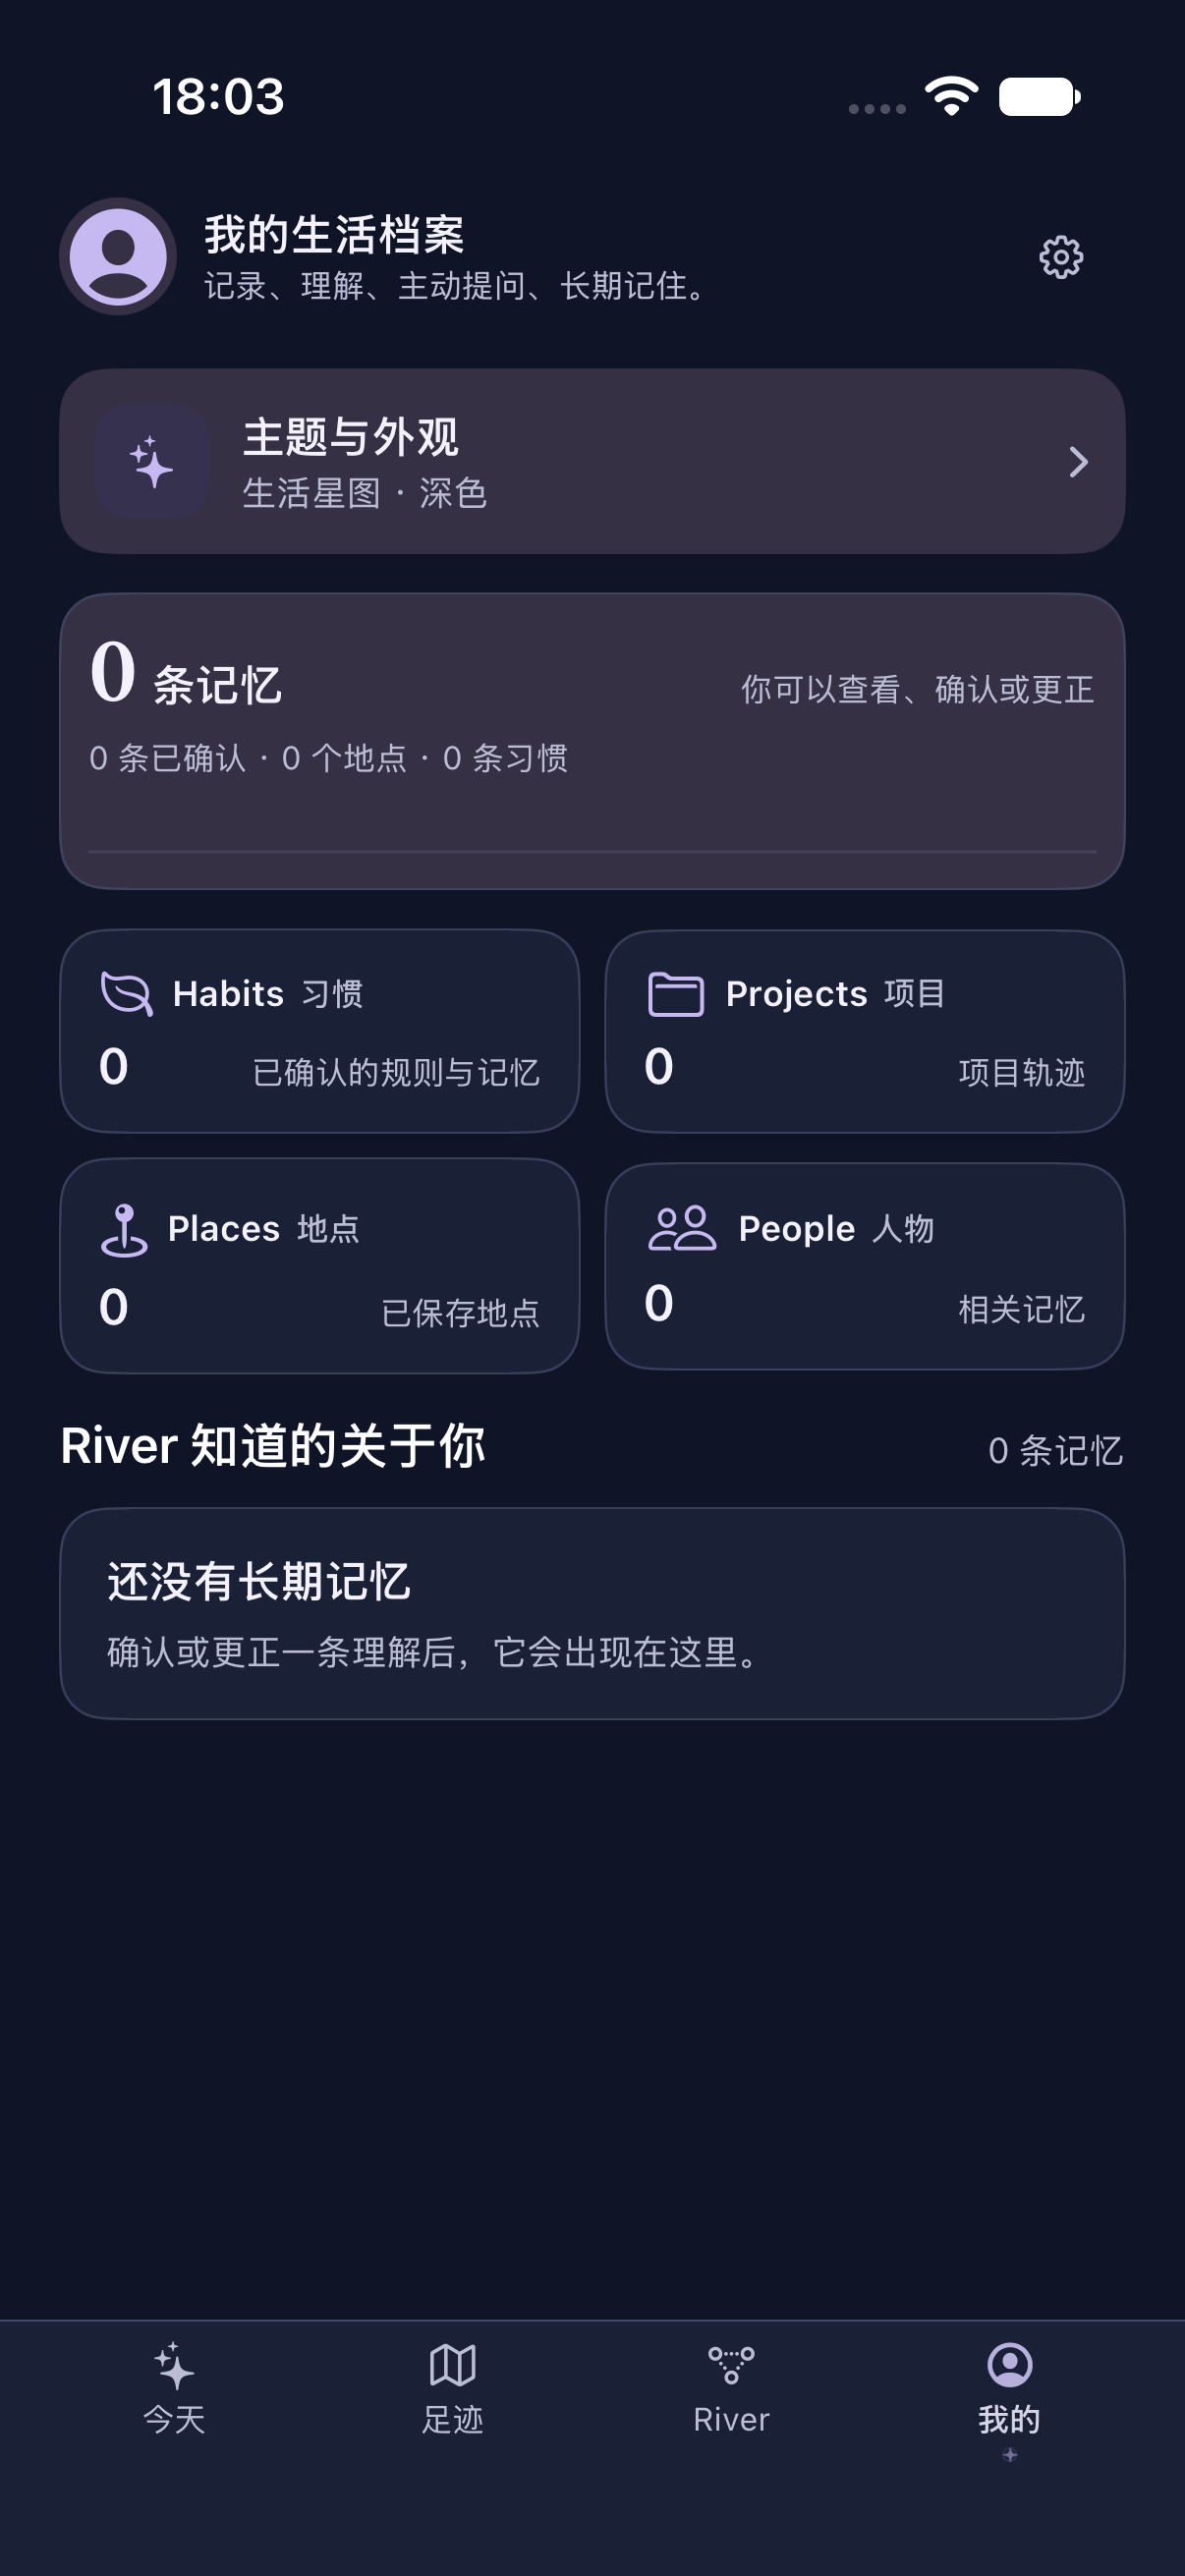 18:03
我的生活档案
记录、理解、主动提问、长期记住。
主题与外观
生活星图 · 深色
0 条记忆 你可以查看、确认或更正
0 条已确认 · 0 个地点 · 0 条习惯
Habits 习惯
0 已确认的规则与记忆
Projects 项目
0 项目轨迹
Places 地点
0 已保存地点
People 人物
0 相关记忆
River 知道的关于你 0 条记忆
还没有长期记忆
确认或更正一条理解后，它会出现在这里。
今天 足迹 River 我的